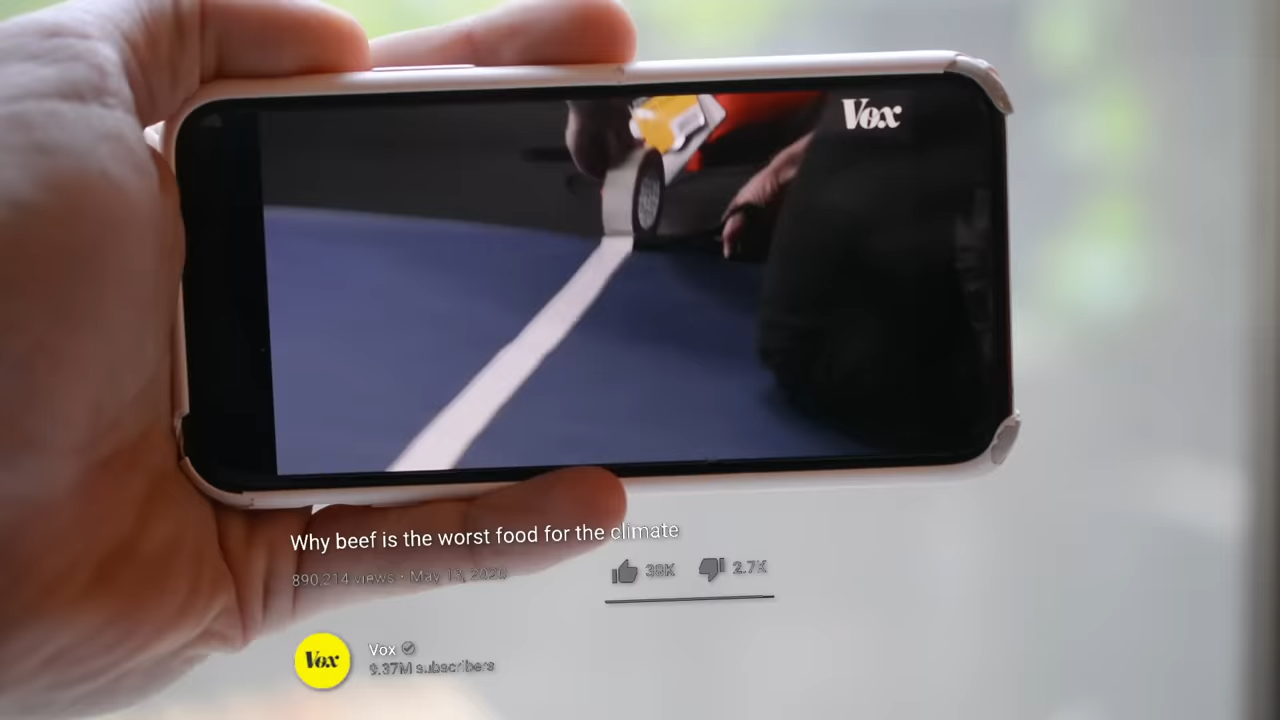 Vox
Why beef is the worst food for the climate
890,214 views • May 13, 2020
38K 2.7K
Vox
Vox
9.37M subscribers